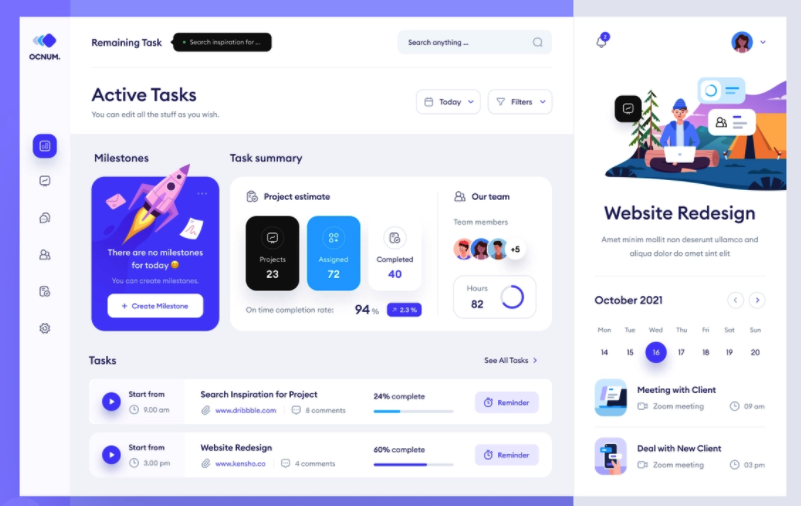 OCNUM.
Remaining Task
Search inspiration for ...
Search anything ...
2
Active Tasks
You can edit all the stuff as you wish.
Today
Filters
Milestones
There are no milestones
for today
You can create milestones.
+ Create Milestone
Task summary
Project estimate
Projects
23
Assigned
72
Completed
40
On time completion rate:
94 %
2.3 %
Our team
Team members
+5
Hours
82
Tasks
See All Tasks
Start from
9.00 am
Search Inspiration for Project
www.dribbble.com
8 comments
24% complete
Reminder
Start from
3.00 pm
Website Redesign
www.kensho.co
4 comments
60% complete
Reminder
Website Redesign
Amet minim mollit non deserunt ullamco and
aliqua dolor do amet sint elit
October 2021
Mon Tue Wed Thu Fri Sat Sun
14 15 16 17 18 19 20
Meeting with Client
Zoom meeting
09 am
Deal with New Client
Zoom meeting
03 pm